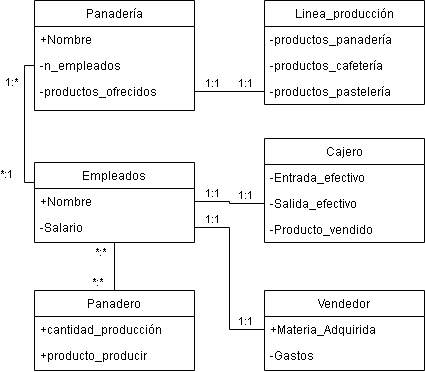 Panadería
+Nombre
-n_empleados
-productos_ofrecidos
Linea_producción
-productos_panadería
-productos_cafetería
-productos_pastelería
1:1
1:1
1:*
*:1
Empleados
+Nombre
-Salario
1:1
1:1
1:1
1:1
Cajero
-Entrada_efectivo
-Salida_efectivo
-Producto_vendido
*:*
*:*
Panadero
+cantidad_producción
+producto_producir
Vendedor
+Materia_Adquirida
-Gastos